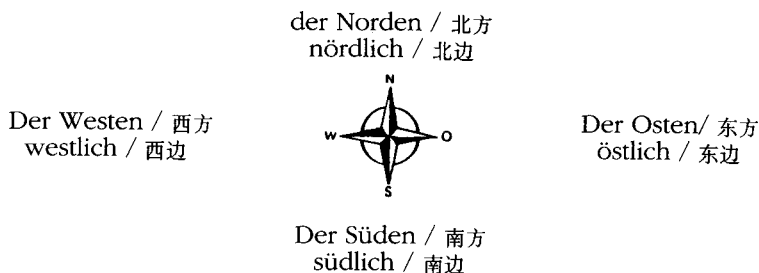 der Norden / 北方
nördlich / 北边
N
Der Westen / 西方
westlich / 西边
W
O
Der Osten/ 东方
östlich / 东边
S
Der Süden / 南方
südlich / 南边